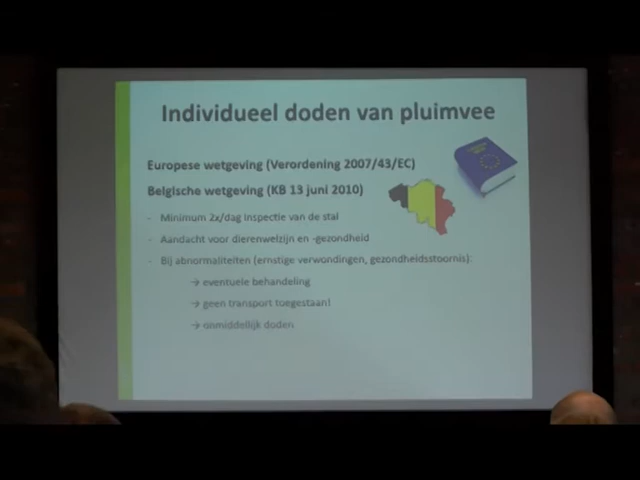 Individueel doden van pluimvee
Europese wetgeving (Verordening 2007/43/EC)
Belgische wetgeving (KB 13 juni 2010)
- Minimum 2x/dag inspectie van de stal
- Aandacht voor dierenwelzijn en -gezondheid
- Bij abnormaliteiten (ernstige verwondingen, gezondheidsstoornis):
→ eventuele behandeling
→ geen transport toegestaan!
→ onmiddellijk doden